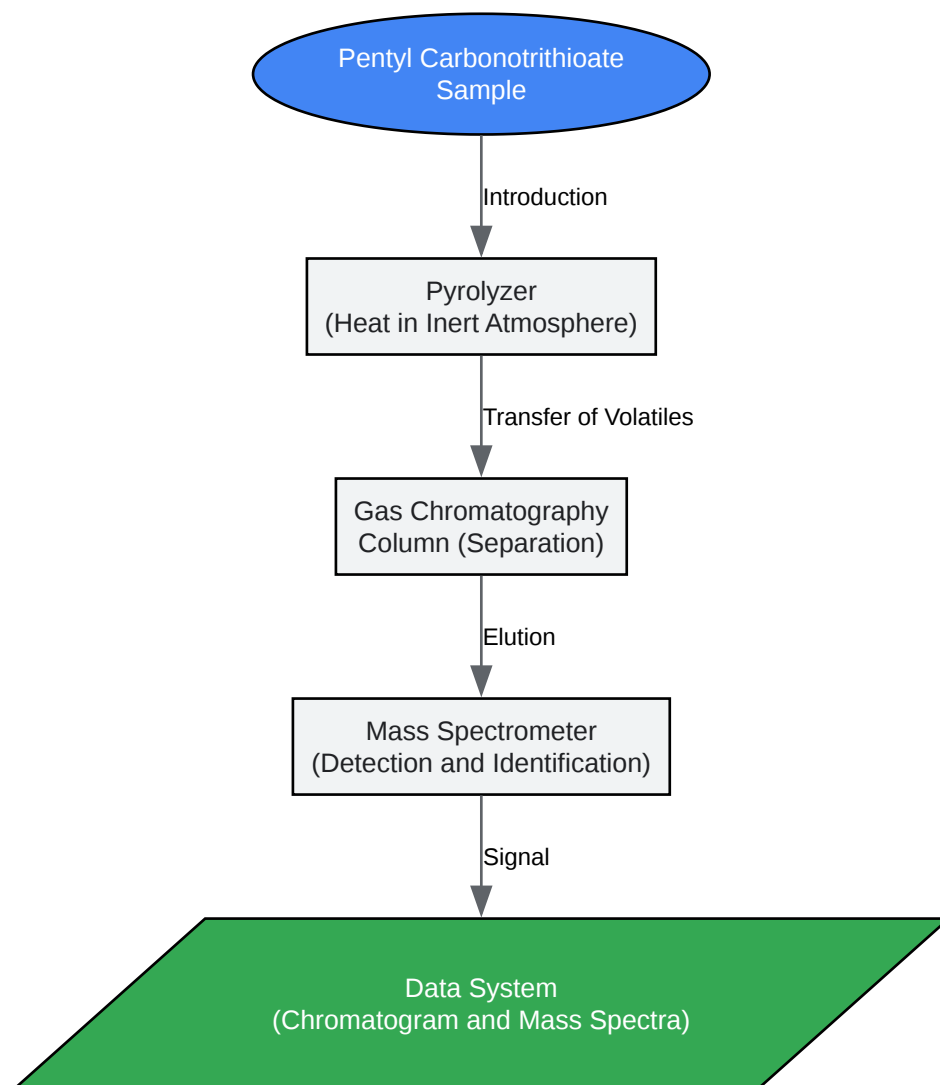 Pentyl Carbonotrithioate
Sample
Introduction
Pyrolyzer
(Heat in Inert Atmosphere)
Transfer of Volatiles
Gas Chromatography
Column (Separation)
Elution
Mass Spectrometer
(Detection and Identification)
Signal
Data System
(Chromatogram and Mass Spectra)